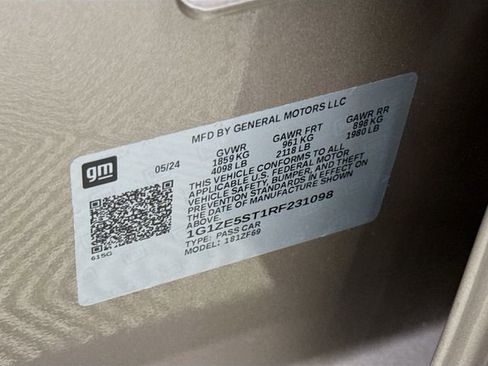 MFD BY GENERAL MOTORS LLC
gm
05/24
GVWR GAWR FRT GAWR RR
1859 KG 961 KG 898 KG
4098 LB 2118 LB 1980 LB
THIS VEHICLE CONFORMS TO ALL
APPLICABLE U.S. FEDERAL MOTOR
VEHICLE SAFETY, BUMPER, AND THEFT
PREVENTION STANDARDS IN EFFECT ON
THE DATE OF MANUFACTURE SHOWN
ABOVE.
1G1ZE5ST1RF231098
TYPE: PASS CAR
MODEL: 181ZF69
615G